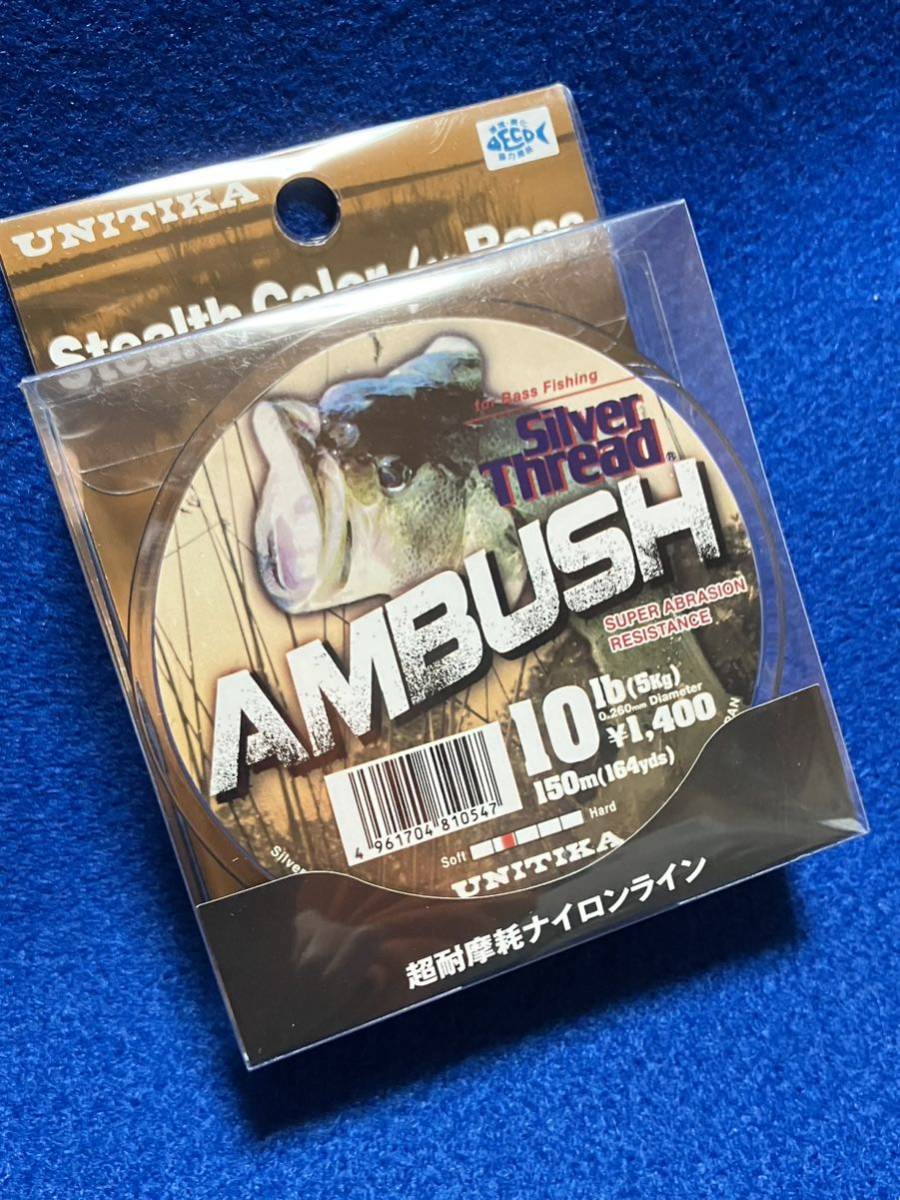 UNITIKA
Stealth Color for Bass
for Bass Fishing
Silver
Thread®
AMBUSH
SUPER ABRASION
RESISTANCE
10 lb(5Kg)
0.260mm Diameter
¥1,400
150m(164yds)
4 961704 810547
Soft Hard
UNITIKA
超耐摩耗ナイロンライン